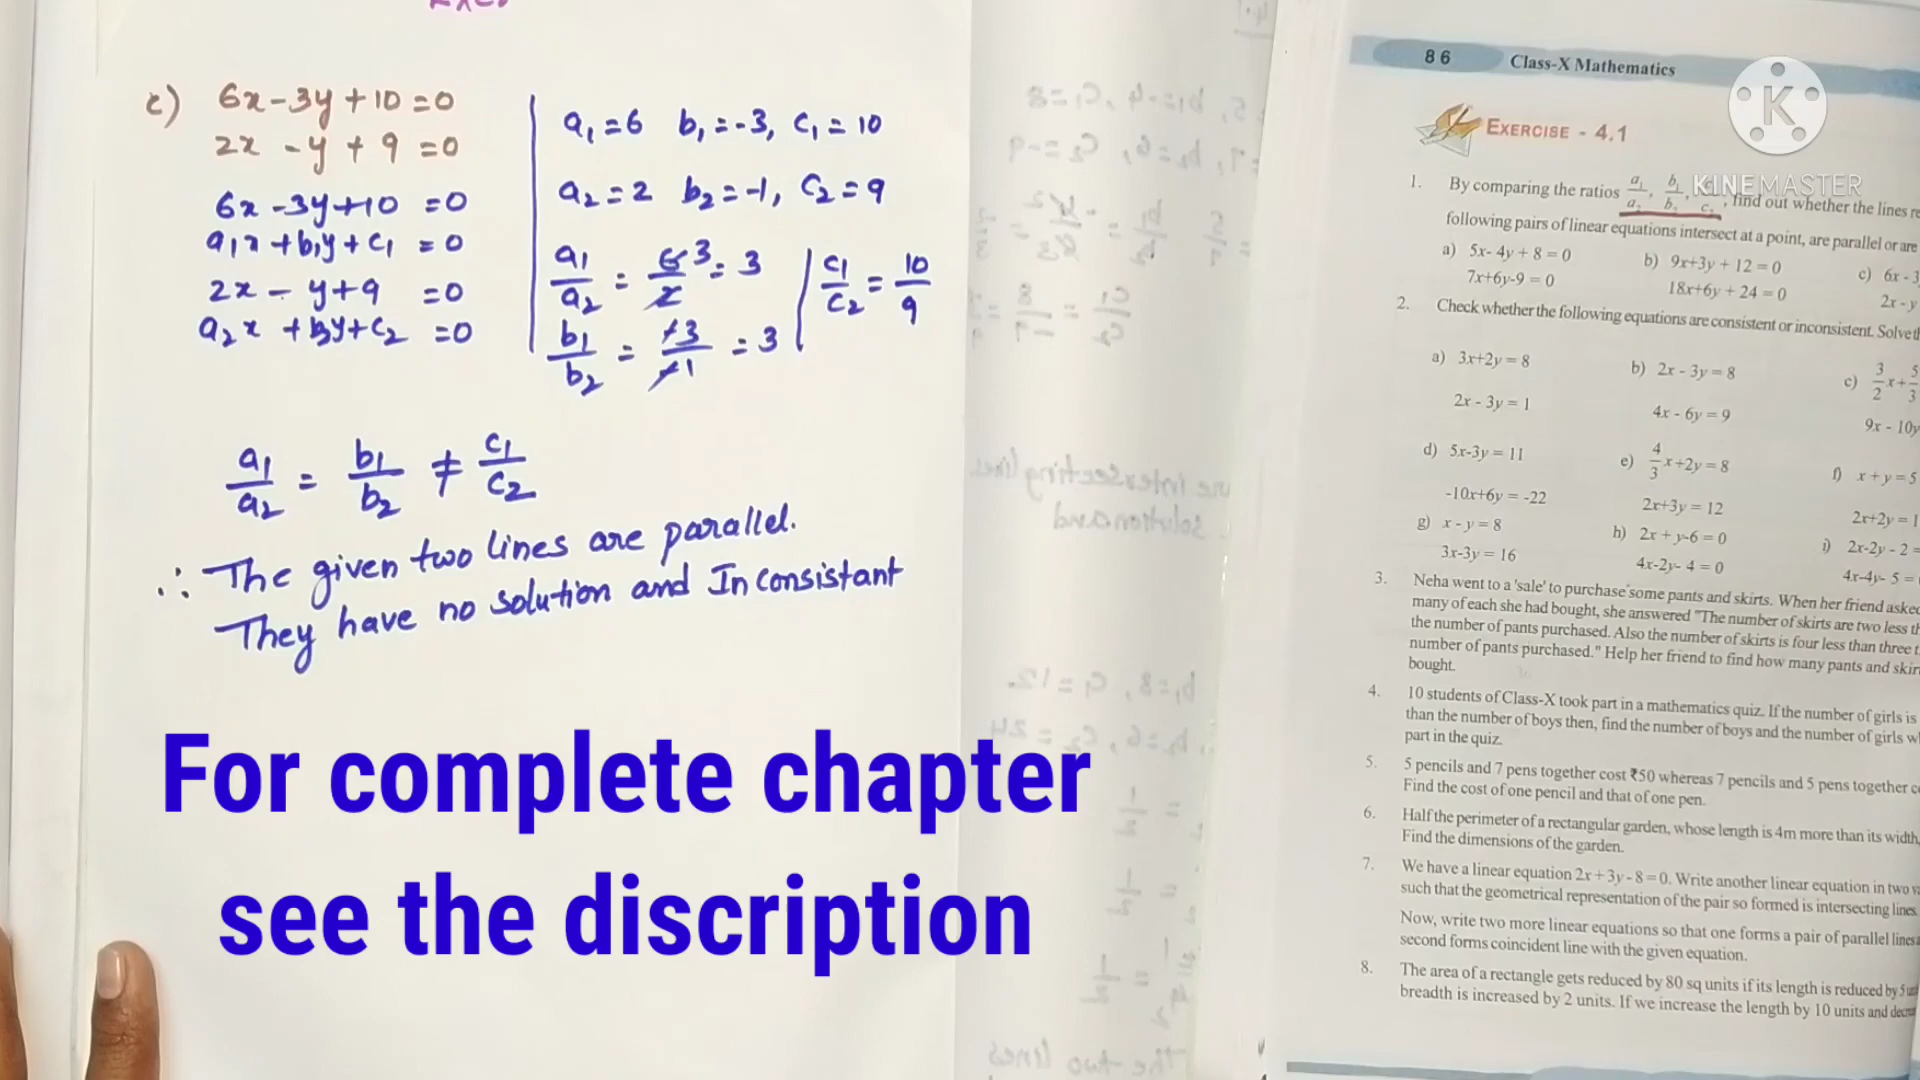 c) 6x-3y+10=0
2x -y + 9 =0
6x -3y+10 =0
a1x+b1y+c1 =0
2x - y+9 =0
a2x +By+c2 =0
a1=6 b1=-3, c1=10
a2=2 b2=-1, c2=9
a1/a2 = 6/2 3 = 3
b1/b2 = -3/-1 = 3
c1/c2 = 10/9
a1/a2 = b1/b2 ≠ c1/c2
∴ The given two lines are parallel.
They have no solution and Inconsistant
For complete chapter
see the discription
86 Class-X Mathematics
K
KINEMASTER
EXERCISE - 4.1
1. By comparing the ratios a1/a2, b1/b2, find out whether the lines
following pairs of linear equations intersect at a point, are parallel or are
a) 5x- 4y + 8 = 0 b) 9x+3y + 12 = 0 c) 6x - 3
7x+6y-9 = 0 18x+6y + 24 = 0 2x - y
2. Check whether the following equations are consistent or inconsistent. Solve
a) 3x+2y = 8 b) 2x - 3y = 8 c) 3/2 x+ 5/3
2x - 3y = 1 4x - 6y = 9 9x - 10y
d) 5x-3y = 11 e) 4/3 x+2y = 8 f) x + y = 5
-10x+6y = -22 2x+3y = 12 2x+2y = 1
g) x - y = 8 h) 2x + y-6 = 0 i) 2x-2y - 2 =
3x-3y = 16 4x-2y- 4 = 0 4x-4y- 5 =
3. Neha went to a 'sale' to purchase some pants and skirts. When her friend asked
many of each she had bought, she answered "The number of skirts are two less
the number of pants purchased. Also the number of skirts is four less than three
number of pants purchased." Help her friend to find how many pants and
bought.
4. 10 students of Class-X took part in a mathematics quiz. If the number of girls is
than the number of boys then, find the number of boys and the number of girls
part in the quiz.
5. 5 pencils and 7 pens together cost ₹50 whereas 7 pencils and 5 pens together
Find the cost of one pencil and that of one pen.
6. Half the perimeter of a rectangular garden, whose length is 4m more than its width,
Find the dimensions of the garden.
7. We have a linear equation 2x + 3y - 8 = 0. Write another linear equation in two
such that the geometrical representation of the pair so formed is intersecting lines.
Now, write two more linear equations so that one forms a pair of parallel lines
second forms coincident line with the given equation.
8. The area of a rectangle gets reduced by 80 sq units if its length is reduced by 5
breadth is increased by 2 units. If we increase the length by 10 units and